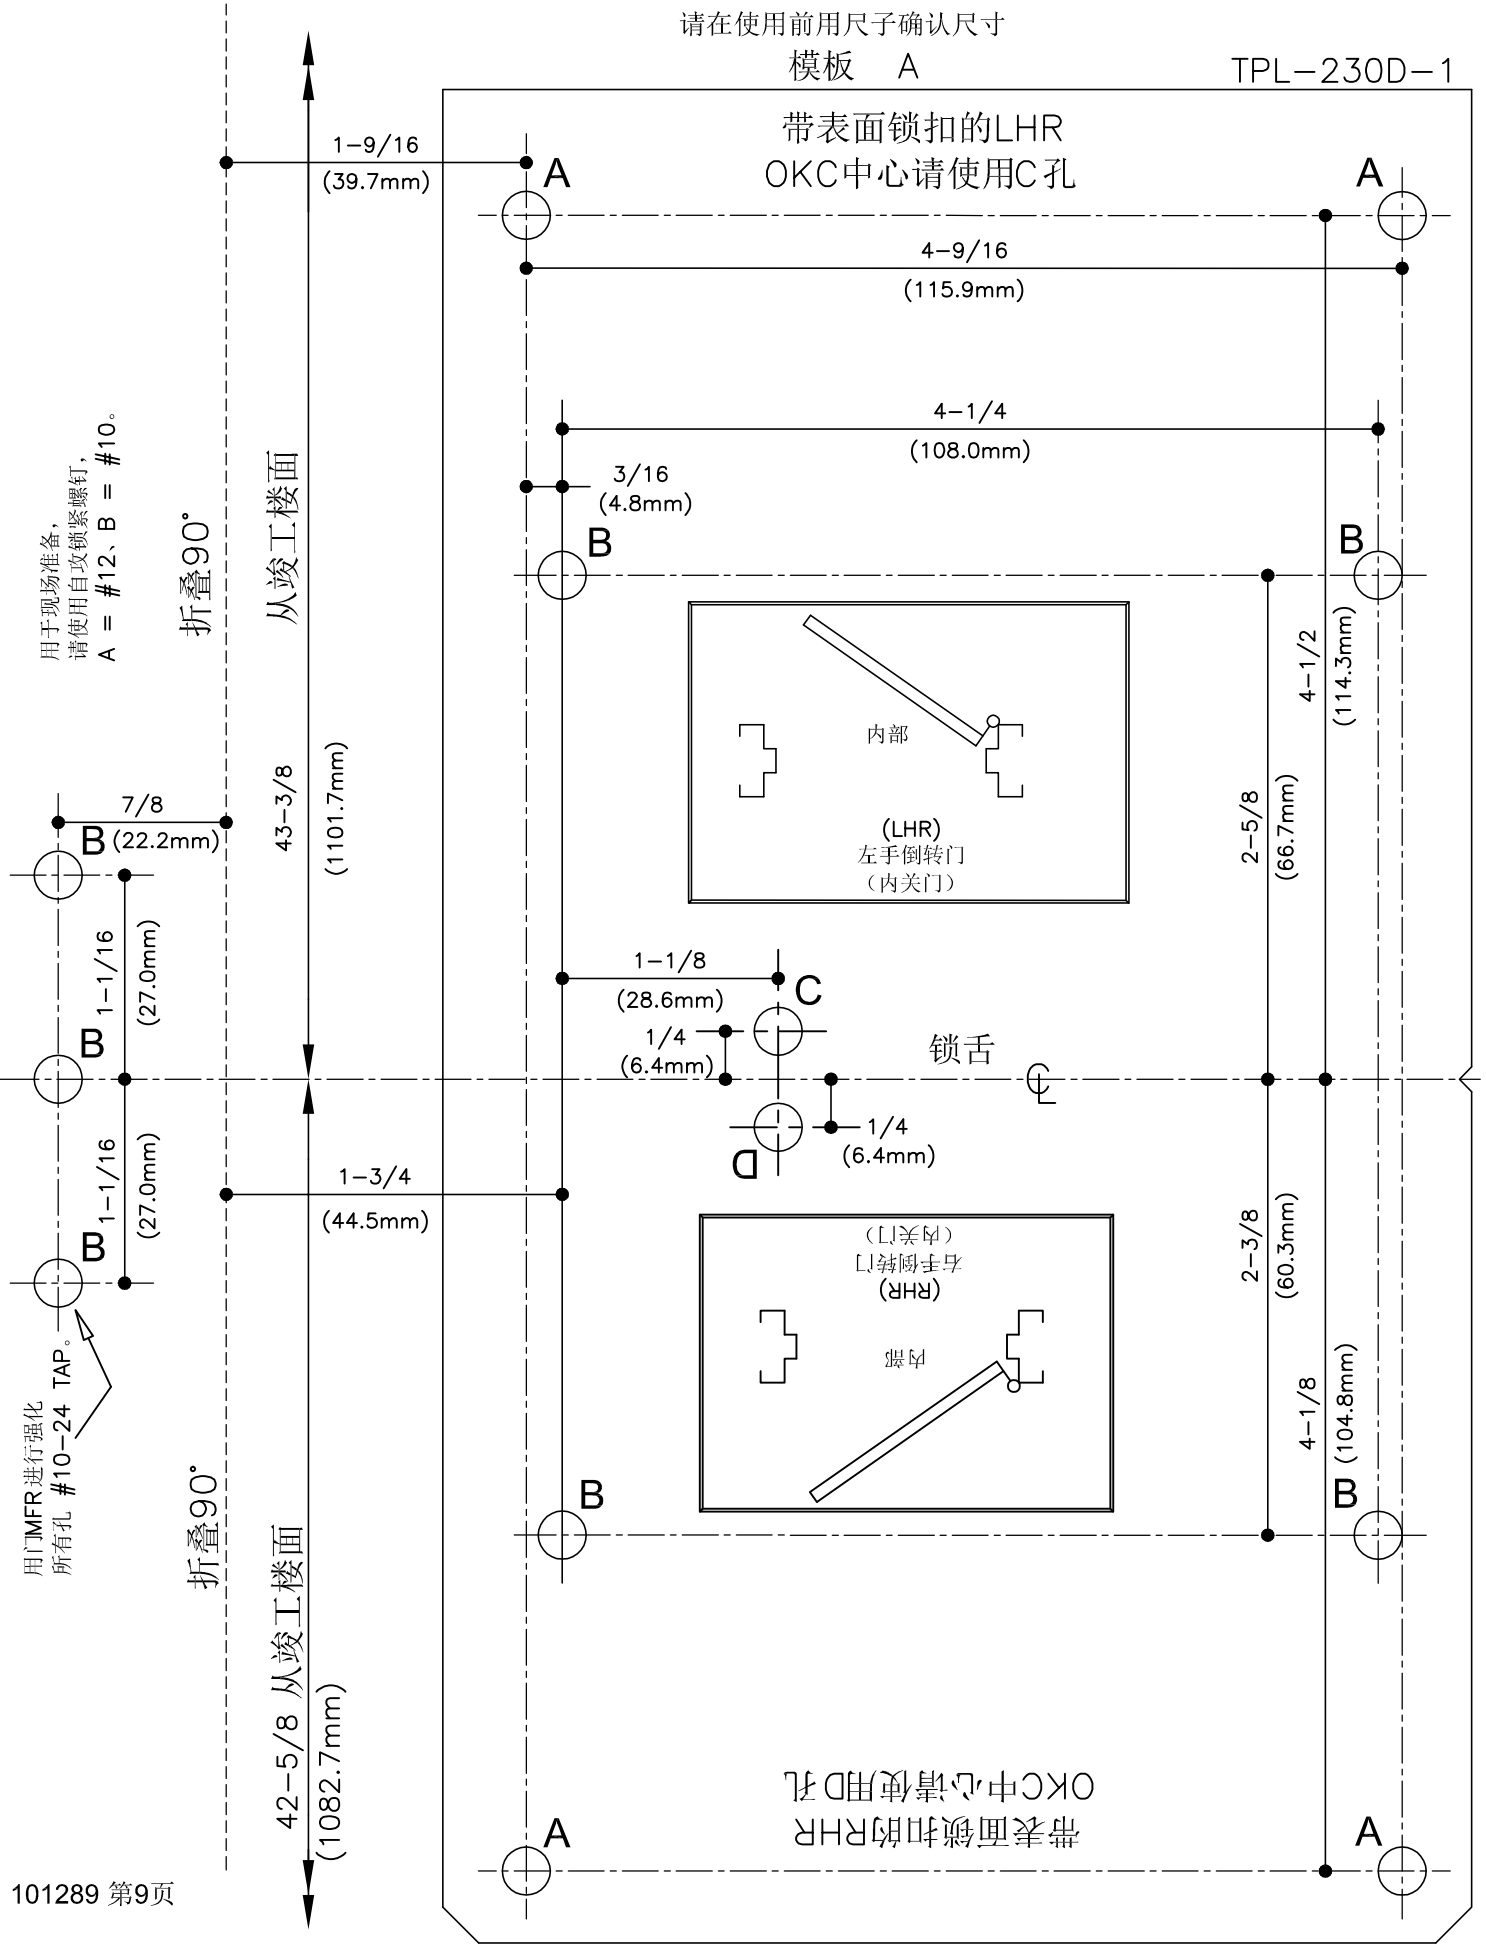 请在使用前用尺子确认尺寸
模板 A
TPL-230D-1
带表面锁扣的LHR
OKC中心请使用C孔
1-9/16
(39.7mm)
A
A
4-9/16
(115.9mm)
4-1/4
(108.0mm)
3/16
(4.8mm)
B
B
用于现场准备，
请使用自攻锁紧螺钉，
A = #12、B = #10。
折叠90°
从竣工楼面
43-3/8
(1101.7mm)
4-1/2
(114.3mm)
2-5/8
(66.7mm)
内部
(LHR)
左手倒转门
（内关门）
7/8
(22.2mm)
B
1-1/16
(27.0mm)
B
1-1/8
(28.6mm)
C
1/4
(6.4mm)
锁舌
CL
1/4
(6.4mm)
D
1-1/16
(27.0mm)
B
1-3/4
(44.5mm)
2-3/8
(60.3mm)
4-1/8
(104.8mm)
（内关门）
右手倒转门
(RHR)
内部
用门MFR进行强化
所有孔 #10-24 TAP。
折叠90°
42-5/8 从竣工楼面
(1082.7mm)
B
B
OKC中心请使用D孔
带表面锁扣的RHR
A
A
101289 第9页